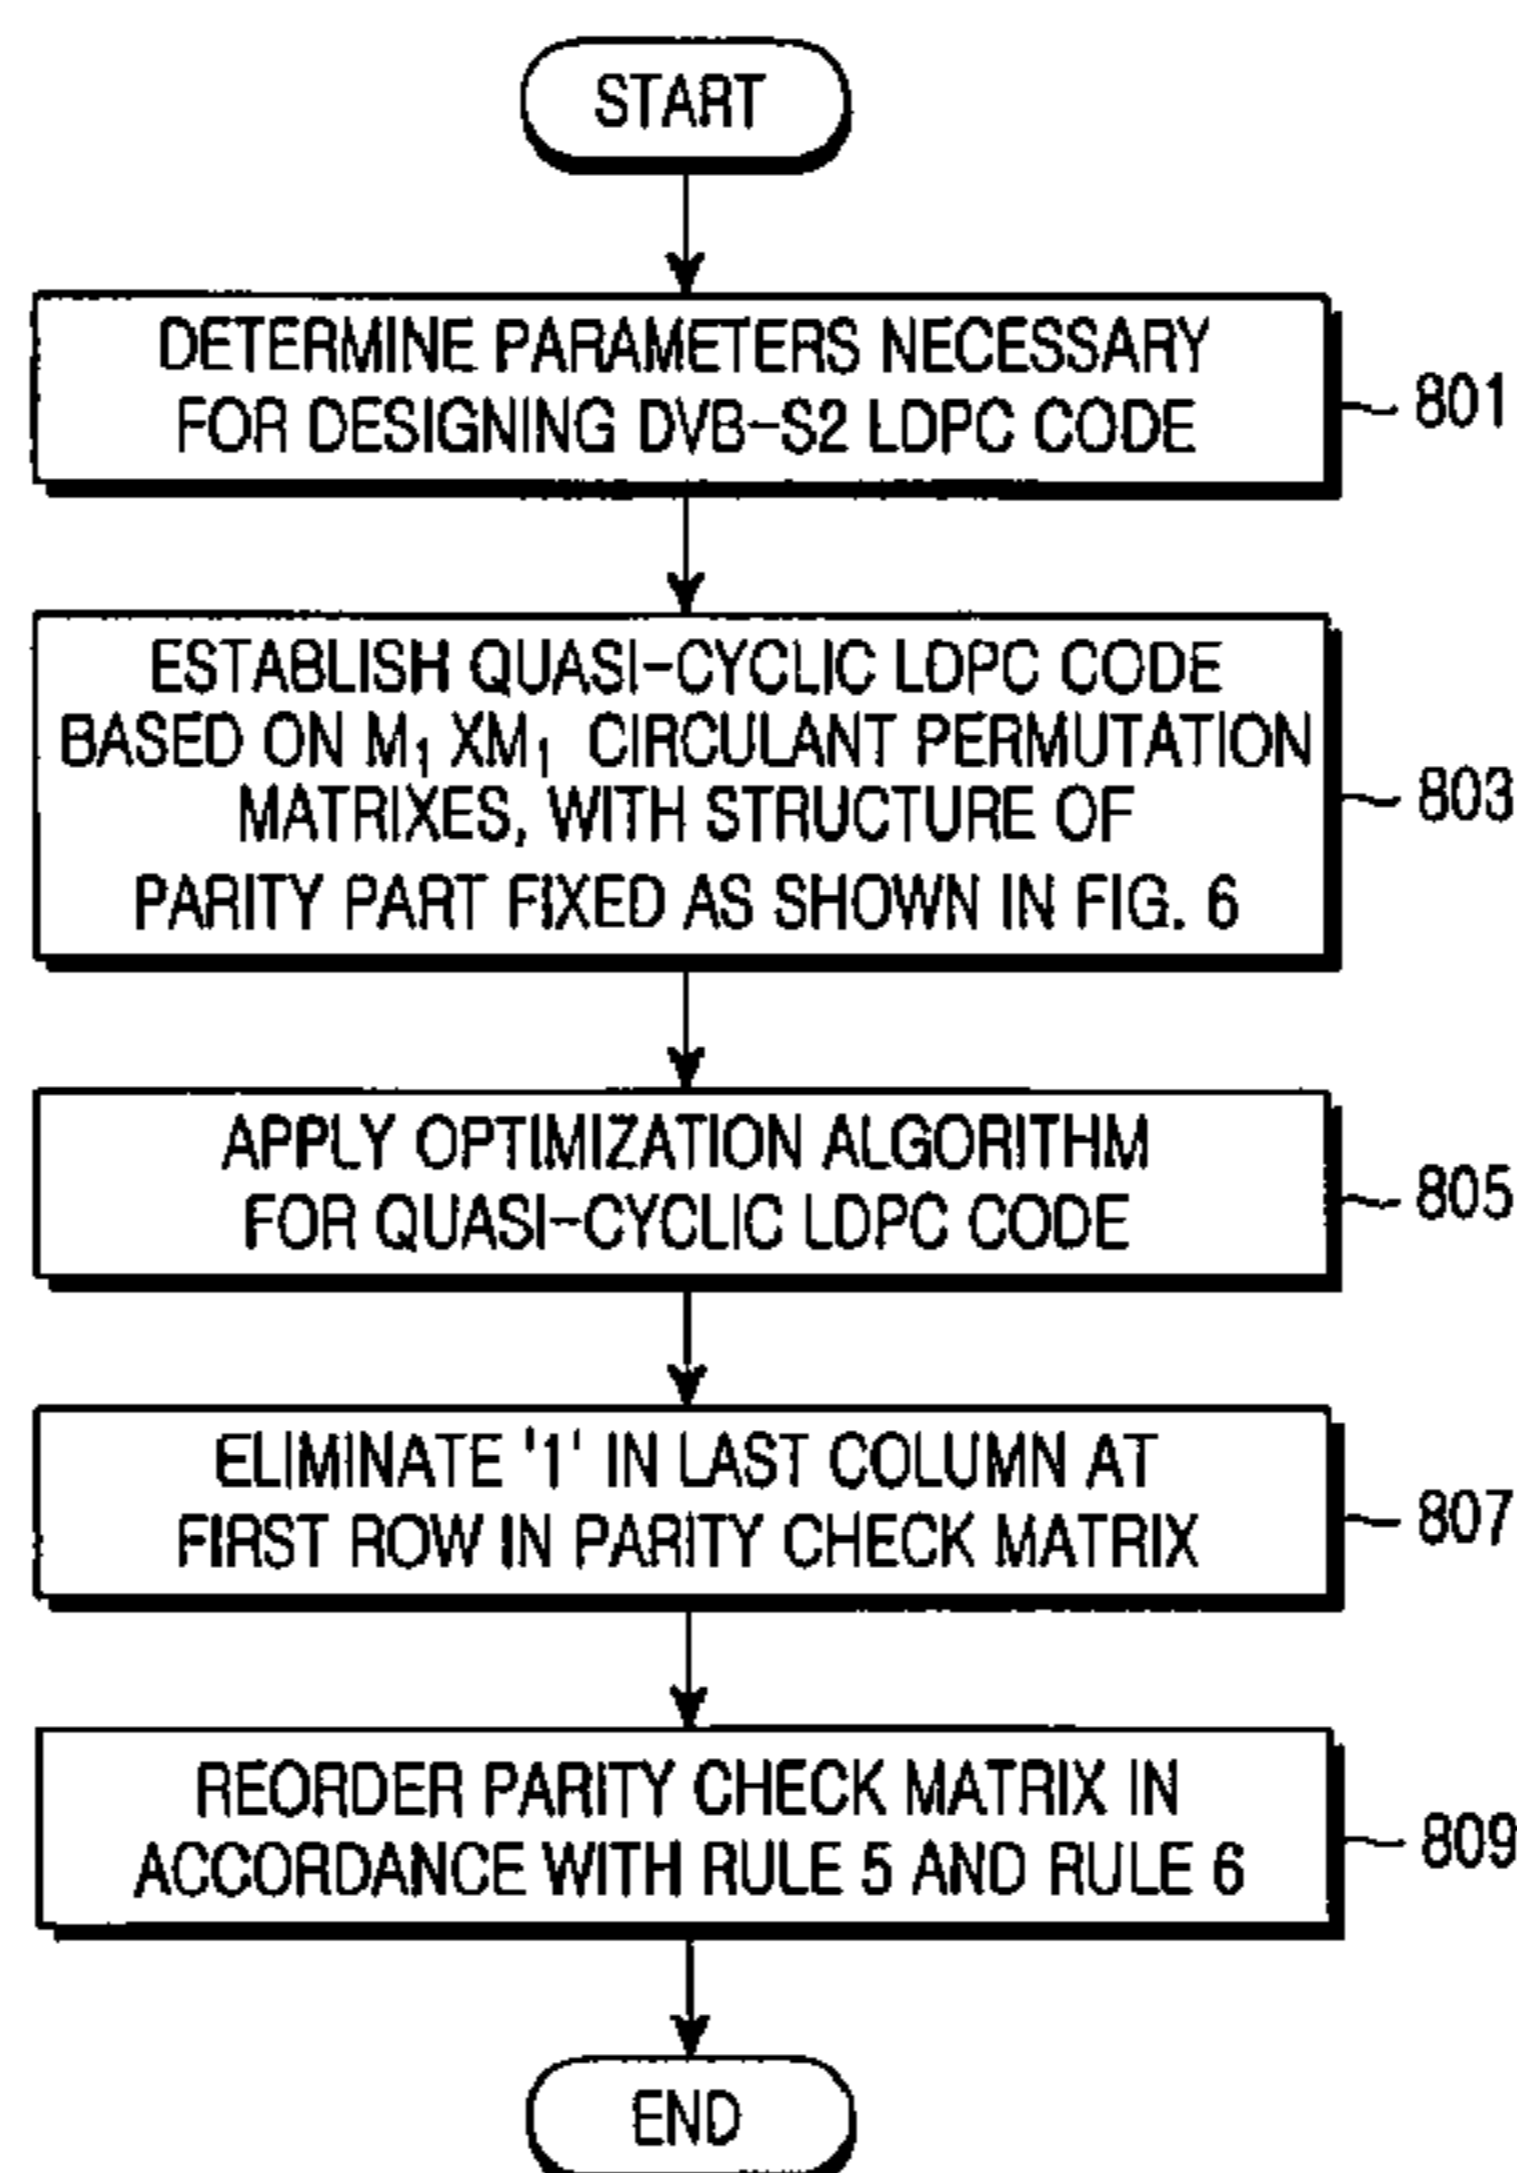 START
DETERMINE PARAMETERS NECESSARY
FOR DESIGNING DVB-S2 LDPC CODE
801
ESTABLISH QUASI-CYCLIC LDPC CODE
BASED ON M₁ XM₁ CIRCULANT PERMUTATION
MATRIXES, WITH STRUCTURE OF
PARITY PART FIXED AS SHOWN IN FIG. 6
803
APPLY OPTIMIZATION ALGORITHM
FOR QUASI-CYCLIC LDPC CODE
805
ELIMINATE '1' IN LAST COLUMN AT
FIRST ROW IN PARITY CHECK MATRIX
807
REORDER PARITY CHECK MATRIX IN
ACCORDANCE WITH RULE 5 AND RULE 6
809
END